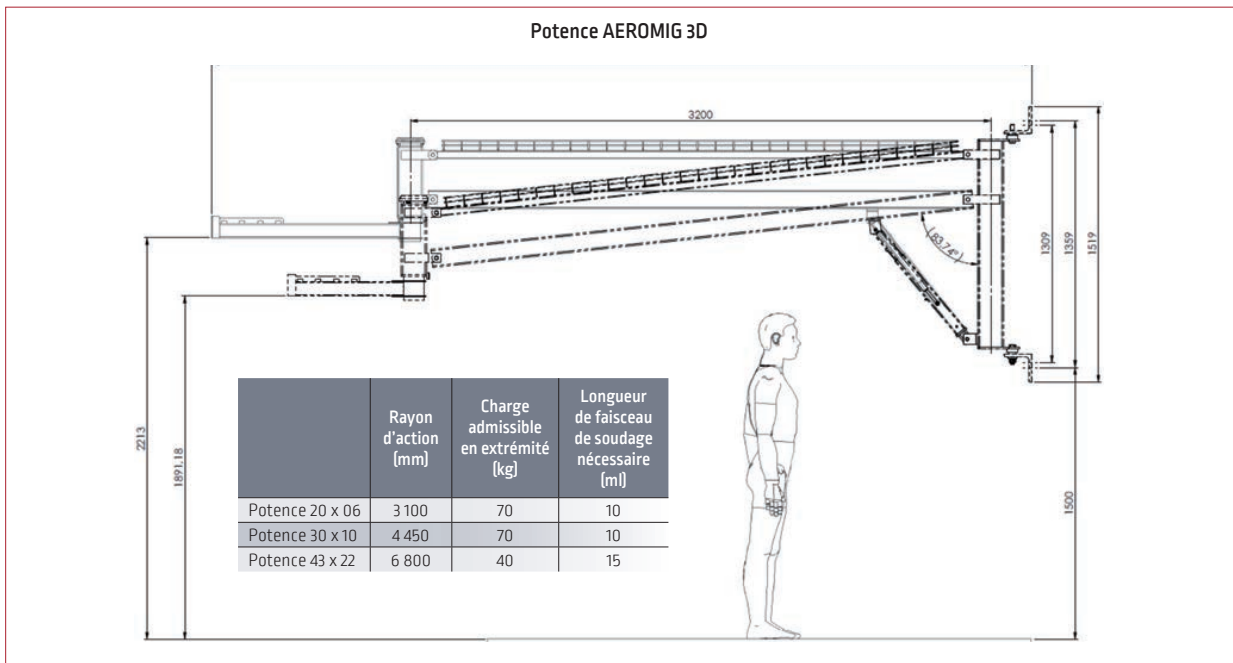 Potence AEROMIG 3D
3200
(83.74°)
1309
1359
1519
2213
1891,18
1500
Rayon d'action (mm)
Charge admissible en extrémité (kg)
Longueur de faisceau de soudage nécessaire (ml)
Potence 20 x 06 3 100 70 10
Potence 30 x 10 4 450 70 10
Potence 43 x 22 6 800 40 15